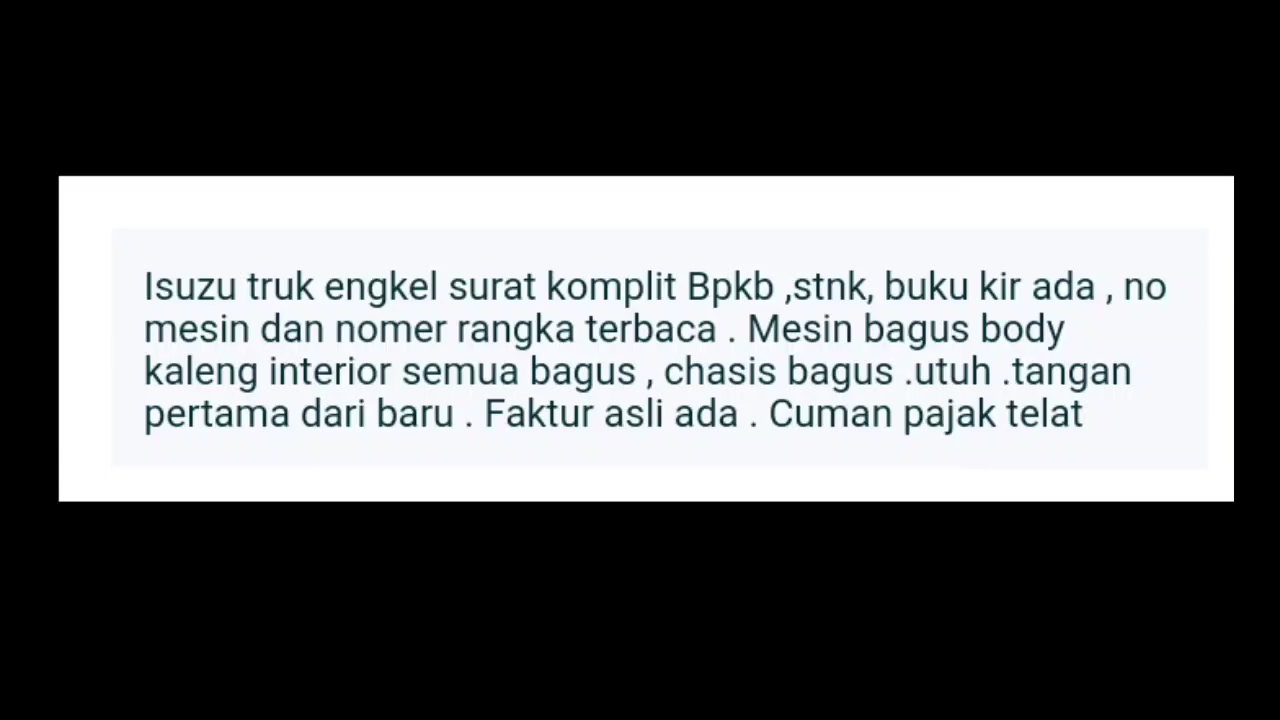 Isuzu truk engkel surat komplit Bpkb ,stnk, buku kir ada , no
mesin dan nomer rangka terbaca . Mesin bagus body
kaleng interior semua bagus , chasis bagus .utuh .tangan
pertama dari baru . Faktur asli ada . Cuman pajak telat